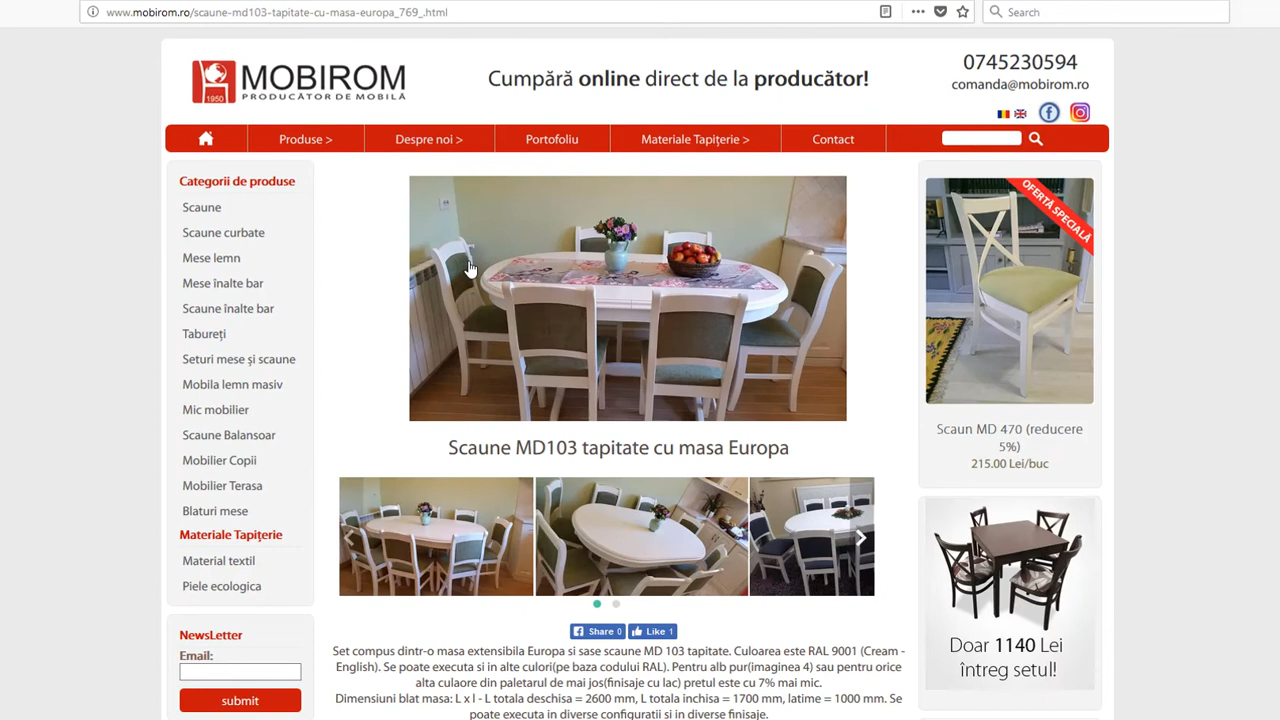 www.mobirom.ro/scaune-md103-tapitate-cu-masa-europa_769_.html
Search
1950
MOBIROM
PRODUCĂTOR DE MOBILĂ
Cumpără online direct de la producător!
0745230594
comanda@mobirom.ro
Produse >
Despre noi >
Portofoliu
Materiale Tapițerie >
Contact
Categorii de produse
Scaune
Scaune curbate
Mese lemn
Mese înalte bar
Scaune înalte bar
Tabureți
Seturi mese și scaune
Mobila lemn masiv
Mic mobilier
Scaune Balansoar
Mobilier Copii
Mobilier Terasa
Blaturi mese
Materiale Tapițerie
Material textil
Piele ecologica
NewsLetter
Email:
submit
Scaune MD103 tapitate cu masa Europa
Share 0
Like 1
Set compus dintr-o masa extensibila Europa si sase scaune MD 103 tapitate. Culoarea este RAL 9001 (Cream -
English). Se poate executa si in alte culori(pe baza codului RAL). Pentru alb pur(imaginea 4) sau pentru orice
alta culaore din paletarul de mai jos(finisaje cu lac) pretul este cu 7% mai mic.
Dimensiuni blat masa: L x l - L totala deschisa = 2600 mm, L totala inchisa = 1700 mm, latime = 1000 mm. Se
poate executa in diverse configuratii si in diverse finisaje.
OFERTĂ SPECIALĂ
Scaun MD 470 (reducere
5%)
215.00 Lei/buc
Doar 1140 Lei
întreg setul!